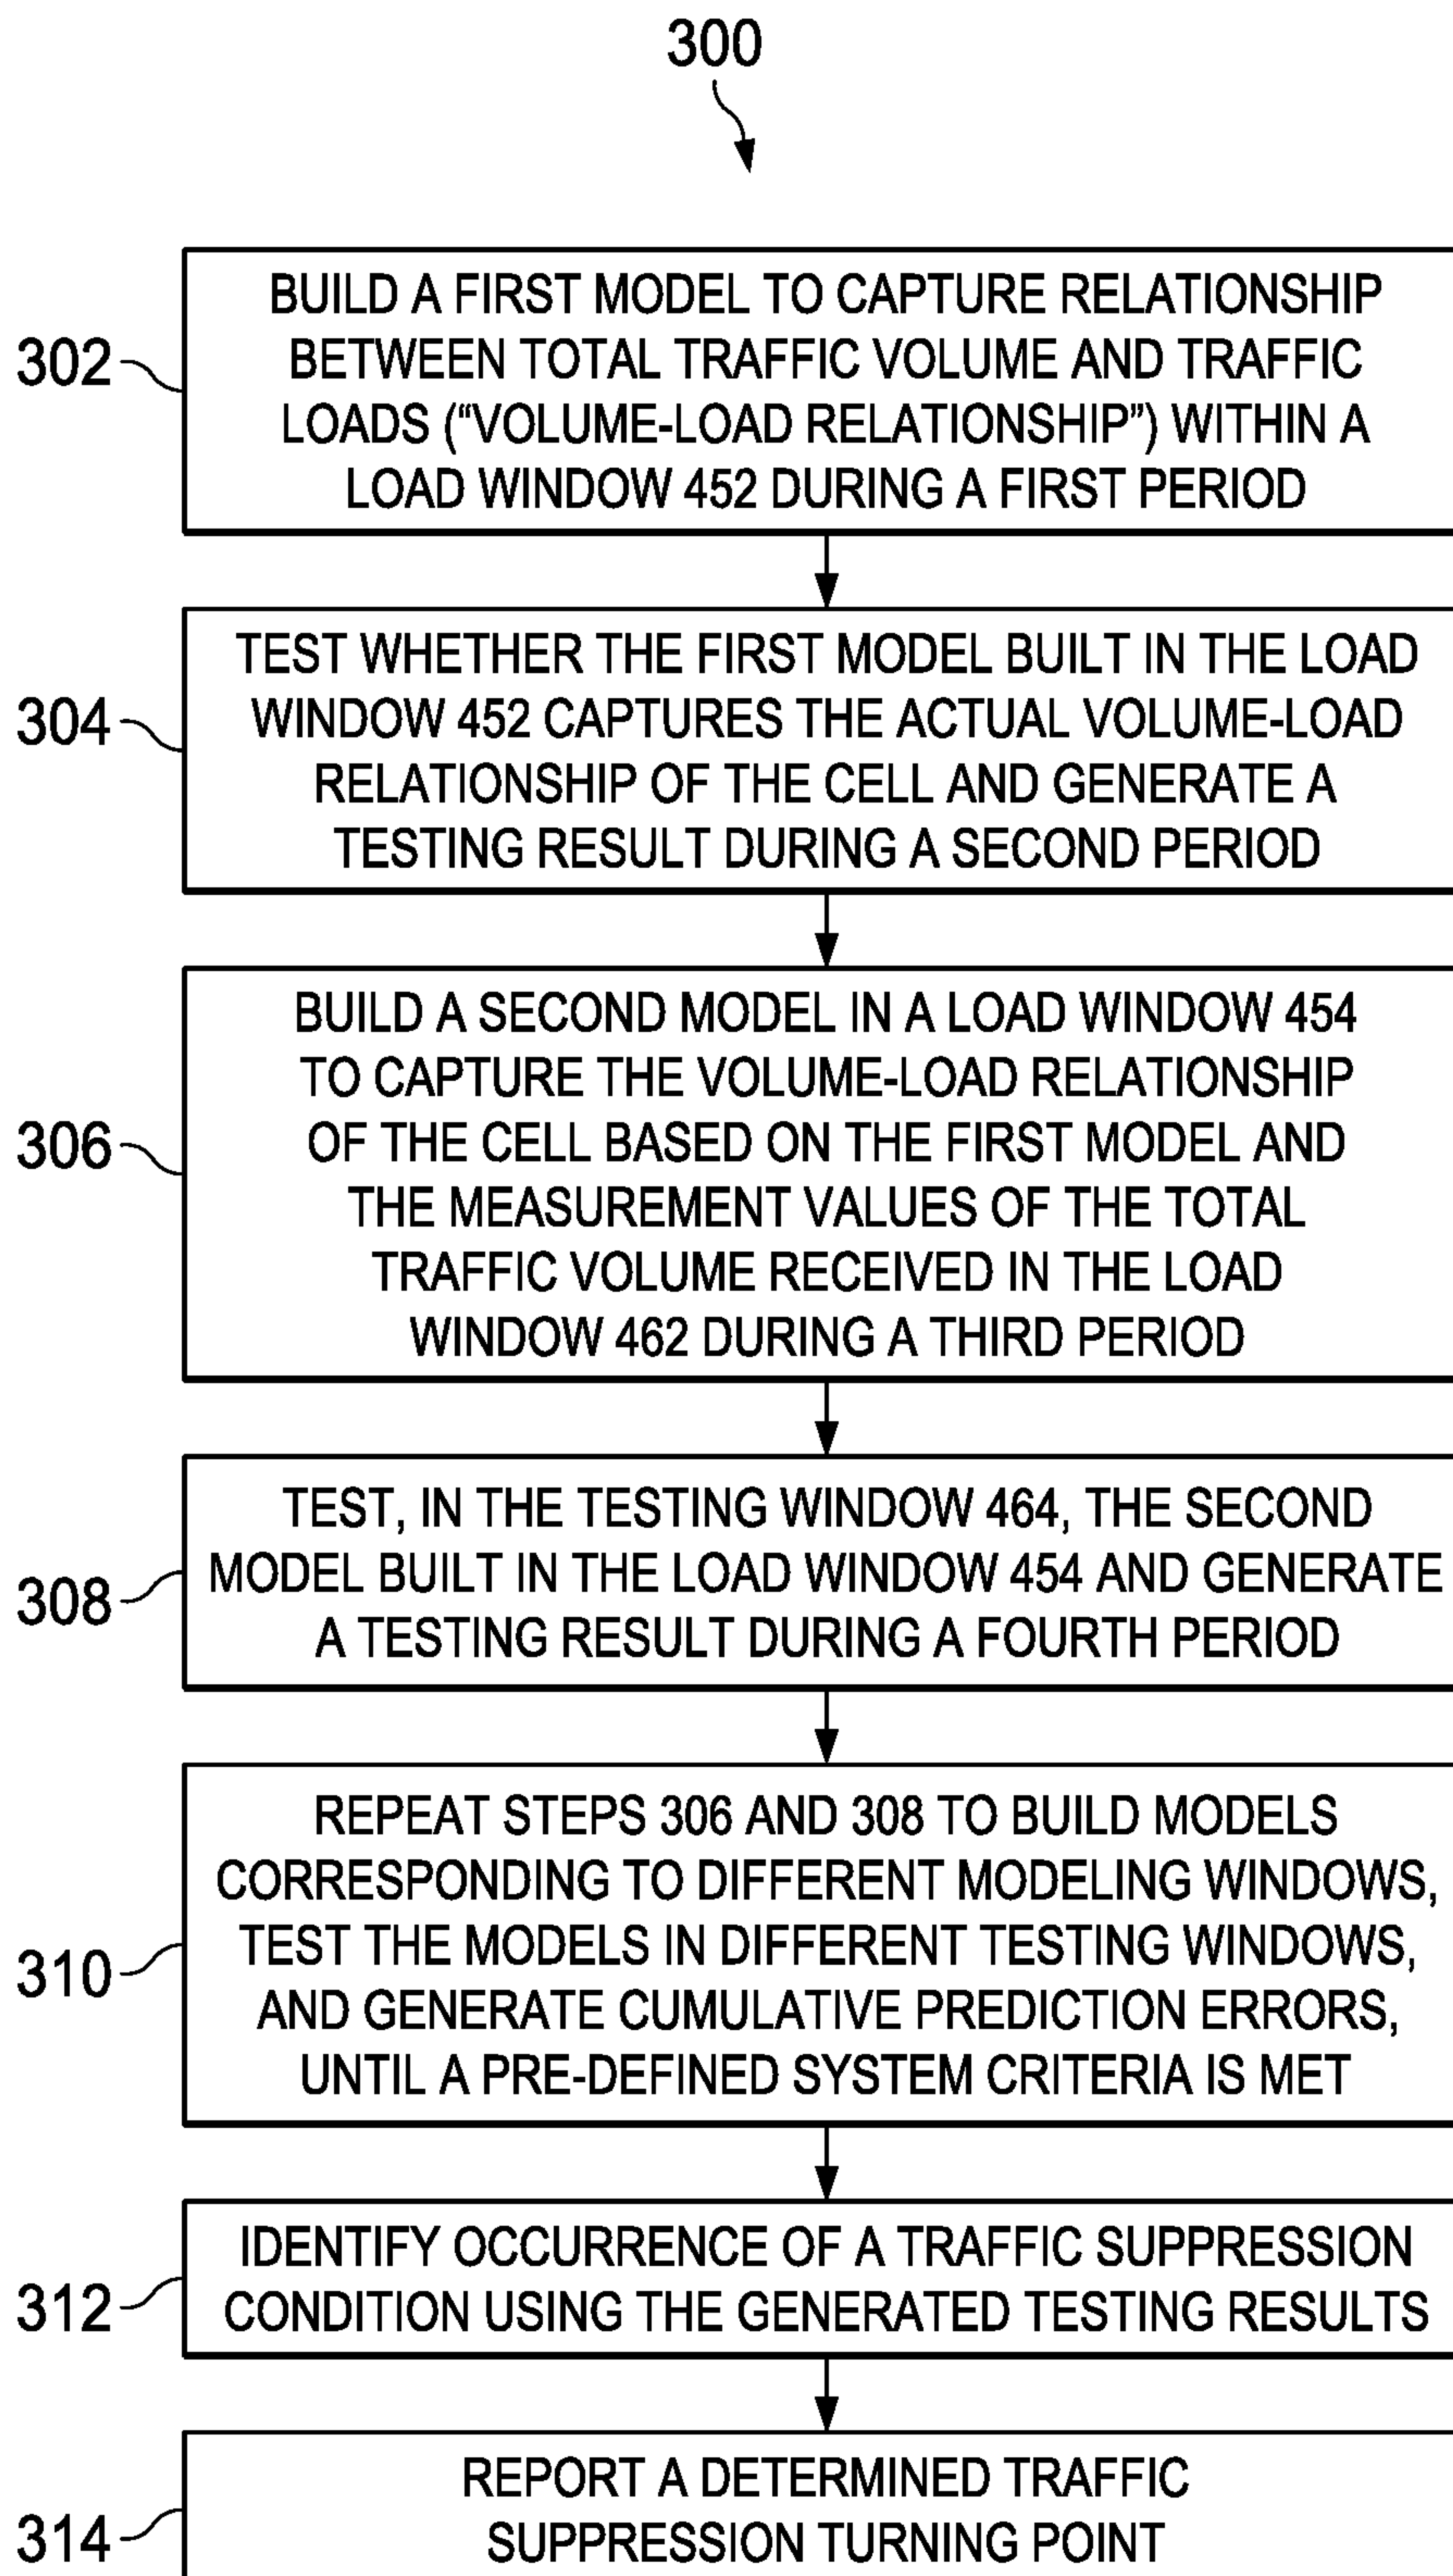 300
302
BUILD A FIRST MODEL TO CAPTURE RELATIONSHIP
BETWEEN TOTAL TRAFFIC VOLUME AND TRAFFIC
LOADS (“VOLUME-LOAD RELATIONSHIP”) WITHIN A
LOAD WINDOW 452 DURING A FIRST PERIOD
304
TEST WHETHER THE FIRST MODEL BUILT IN THE LOAD
WINDOW 452 CAPTURES THE ACTUAL VOLUME-LOAD
RELATIONSHIP OF THE CELL AND GENERATE A
TESTING RESULT DURING A SECOND PERIOD
306
BUILD A SECOND MODEL IN A LOAD WINDOW 454
TO CAPTURE THE VOLUME-LOAD RELATIONSHIP
OF THE CELL BASED ON THE FIRST MODEL AND
THE MEASUREMENT VALUES OF THE TOTAL
TRAFFIC VOLUME RECEIVED IN THE LOAD
WINDOW 462 DURING A THIRD PERIOD
308
TEST, IN THE TESTING WINDOW 464, THE SECOND
MODEL BUILT IN THE LOAD WINDOW 454 AND GENERATE
A TESTING RESULT DURING A FOURTH PERIOD
310
REPEAT STEPS 306 AND 308 TO BUILD MODELS
CORRESPONDING TO DIFFERENT MODELING WINDOWS,
TEST THE MODELS IN DIFFERENT TESTING WINDOWS,
AND GENERATE CUMULATIVE PREDICTION ERRORS,
UNTIL A PRE-DEFINED SYSTEM CRITERIA IS MET
312
IDENTIFY OCCURRENCE OF A TRAFFIC SUPPRESSION
CONDITION USING THE GENERATED TESTING RESULTS
314
REPORT A DETERMINED TRAFFIC
SUPPRESSION TURNING POINT